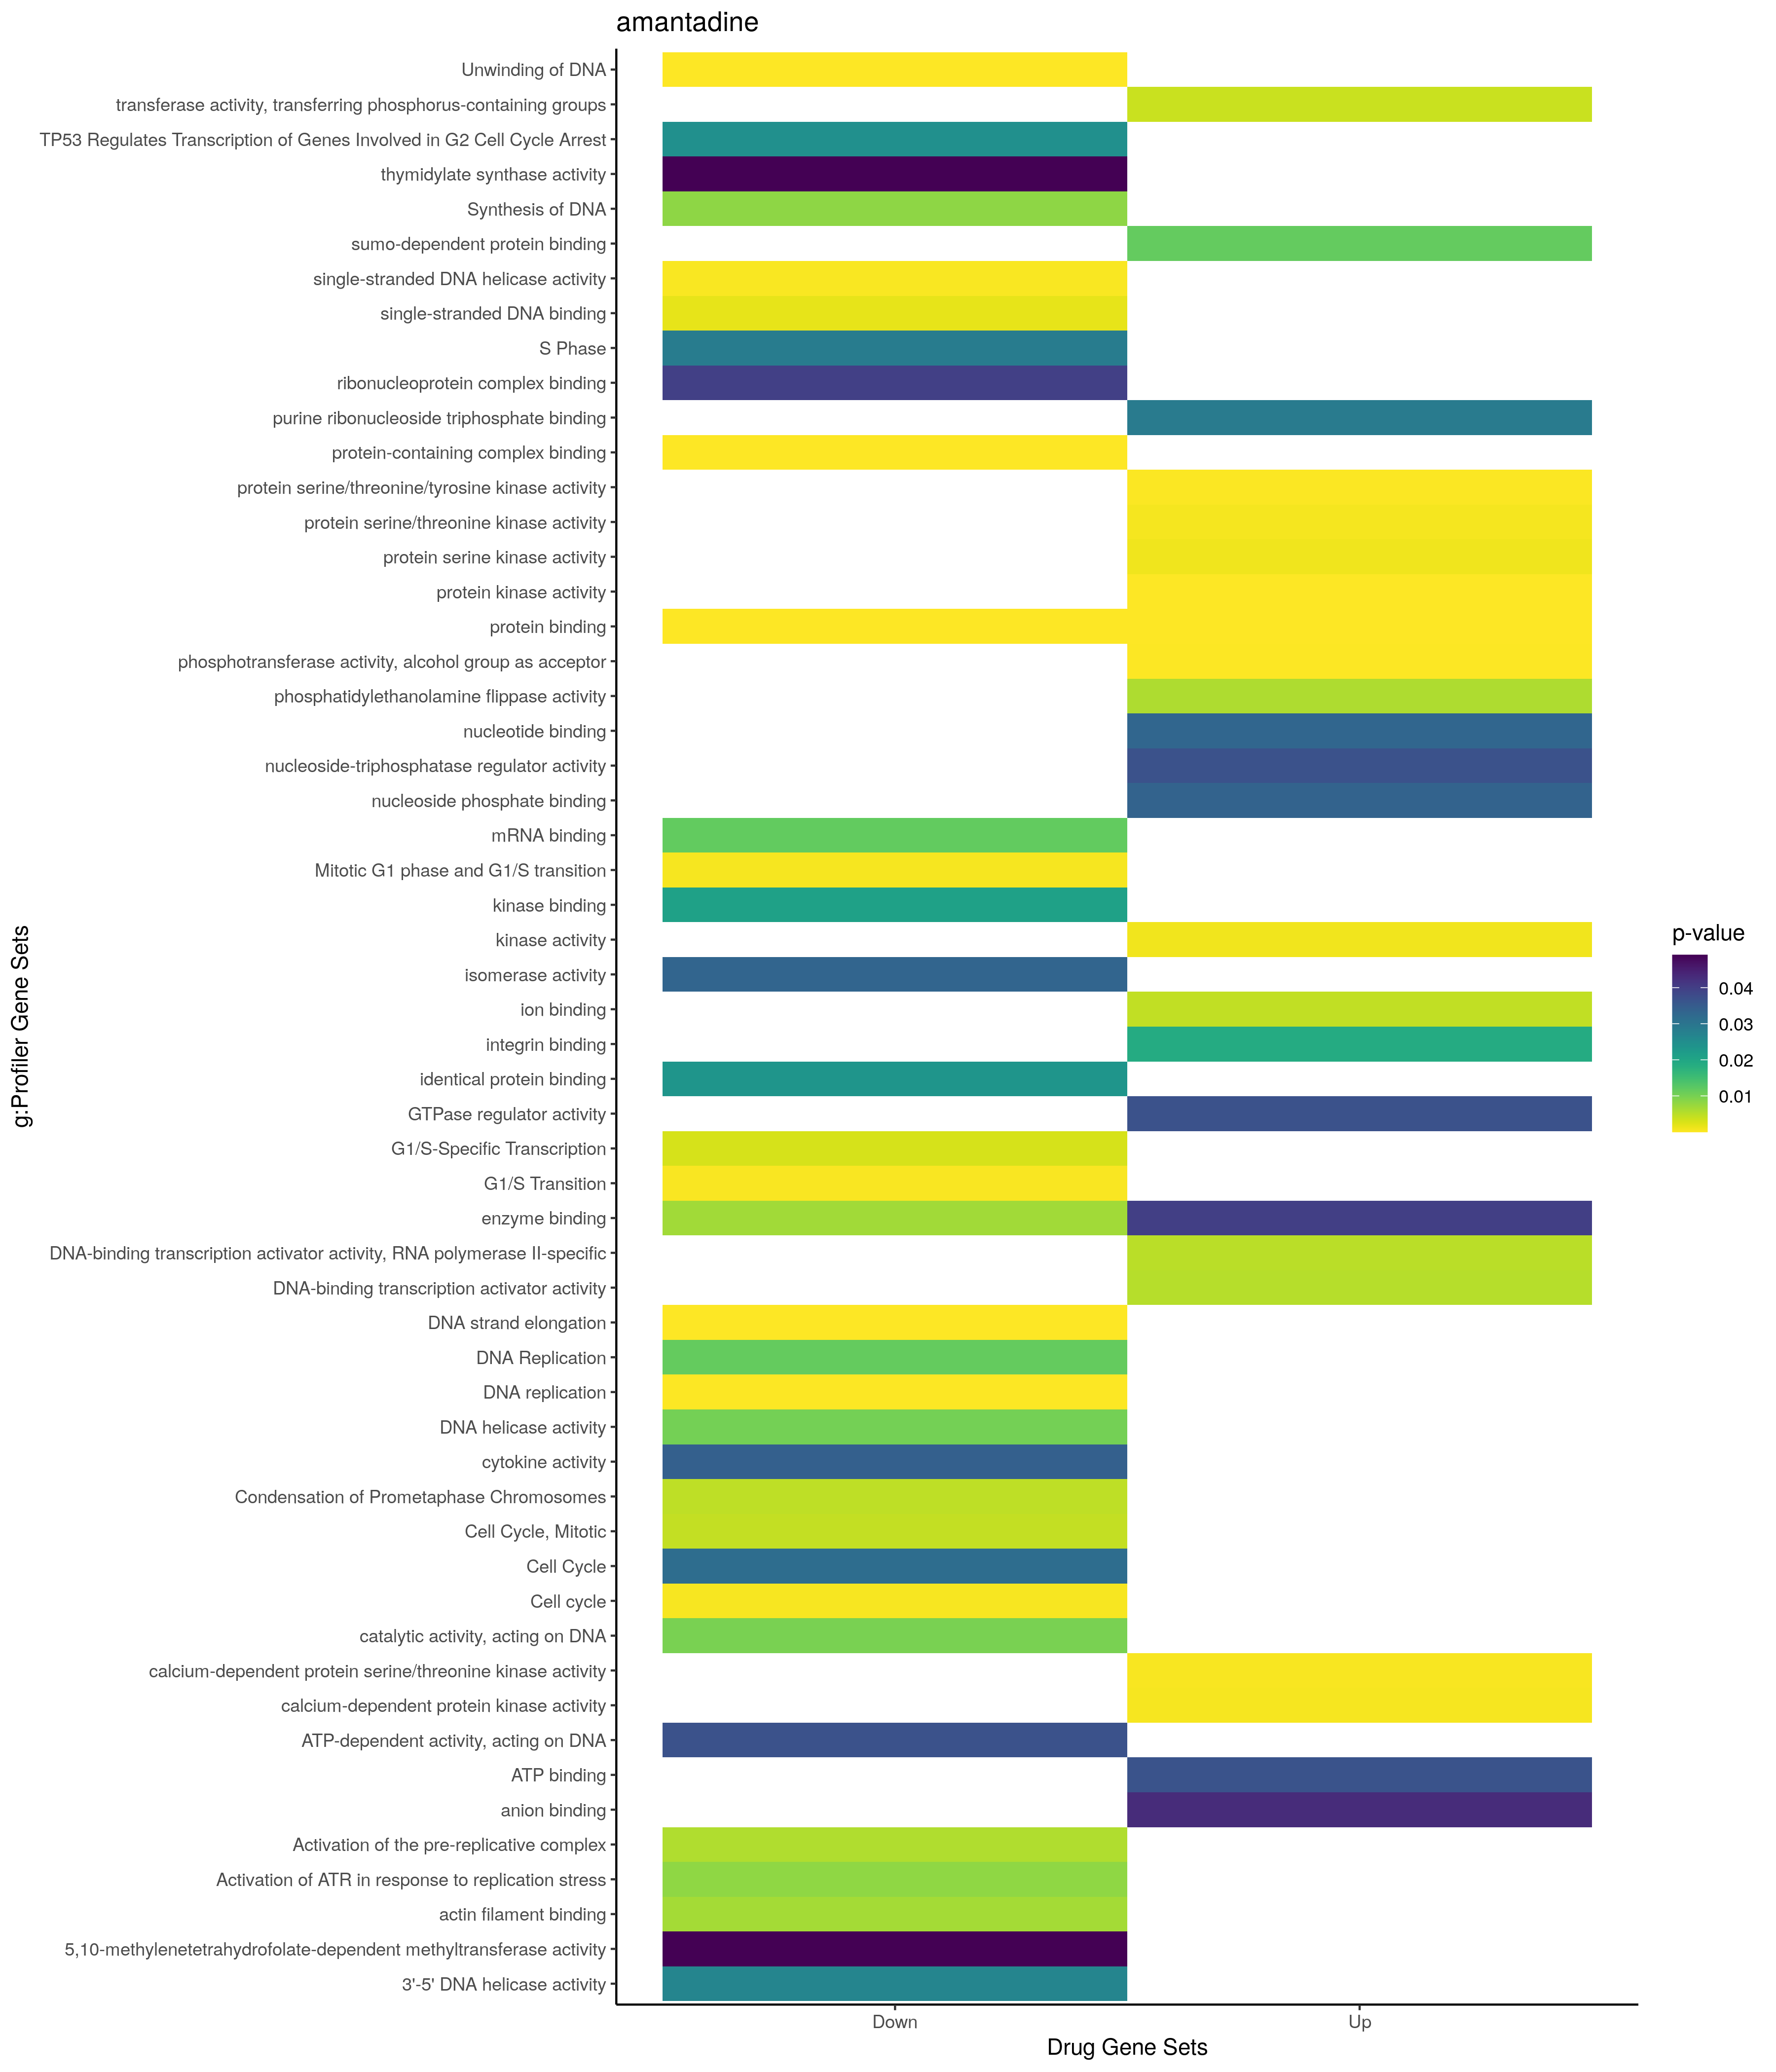 amantadine
Unwinding of DNA
transferase activity, transferring phosphorus-containing groups
TP53 Regulates Transcription of Genes Involved in G2 Cell Cycle Arrest
thymidylate synthase activity
Synthesis of DNA
sumo-dependent protein binding
single-stranded DNA helicase activity
single-stranded DNA binding
S Phase
ribonucleoprotein complex binding
purine ribonucleoside triphosphate binding
protein-containing complex binding
protein serine/threonine/tyrosine kinase activity
protein serine/threonine kinase activity
protein serine kinase activity
protein kinase activity
protein binding
phosphotransferase activity, alcohol group as acceptor
phosphatidylethanolamine flippase activity
nucleotide binding
nucleoside-triphosphatase regulator activity
nucleoside phosphate binding
mRNA binding
Mitotic G1 phase and G1/S transition
kinase binding
kinase activity
isomerase activity
ion binding
integrin binding
identical protein binding
GTPase regulator activity
G1/S-Specific Transcription
G1/S Transition
enzyme binding
DNA-binding transcription activator activity, RNA polymerase II-specific
DNA-binding transcription activator activity
DNA strand elongation
DNA Replication
DNA replication
DNA helicase activity
cytokine activity
Condensation of Prometaphase Chromosomes
Cell Cycle, Mitotic
Cell Cycle
Cell cycle
catalytic activity, acting on DNA
calcium-dependent protein serine/threonine kinase activity
calcium-dependent protein kinase activity
ATP-dependent activity, acting on DNA
ATP binding
anion binding
Activation of the pre-replicative complex
Activation of ATR in response to replication stress
actin filament binding
5,10-methylenetetrahydrofolate-dependent methyltransferase activity
3'-5' DNA helicase activity
g:Profiler Gene Sets
Down
Up
Drug Gene Sets
p-value
0.04
0.03
0.02
0.01